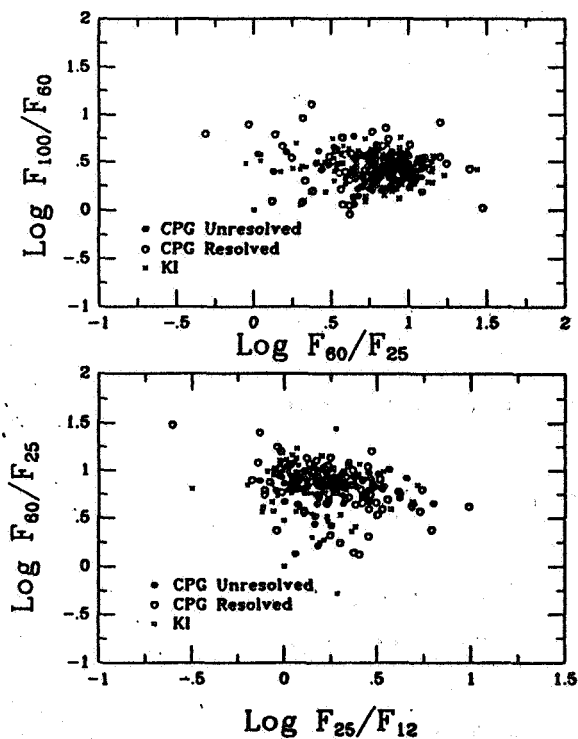 2
1.5
1
.5
0
-.5
-1
Log F100/F60
CPG Unresolved
CPG Resolved
KI
-1 -.5 0 .5 1 1.5 2
Log F60/F25
2
1.5
1
.5
0
-.5
-1
Log F60/F25
CPG Unresolved
CPG Resolved
KI
-1 -.5 0 .5 1 1.5
Log F25/F12